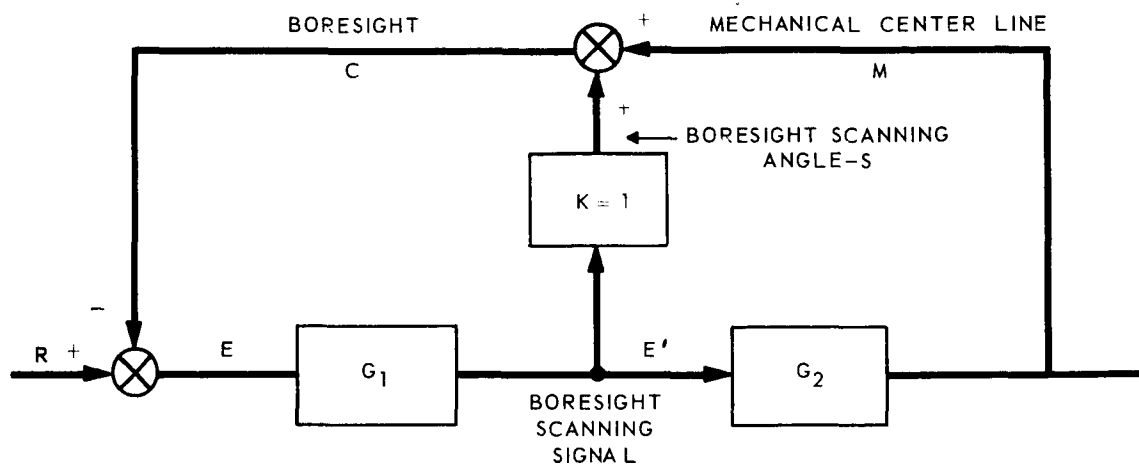 BORESIGHT
C
+
MECHANICAL CENTER LINE
M
+
BORESIGHT SCANNING
ANGLE-S
K = 1
−
R +
E
G1
E'
G2
BORESIGHT
SCANNING
SIGNAL